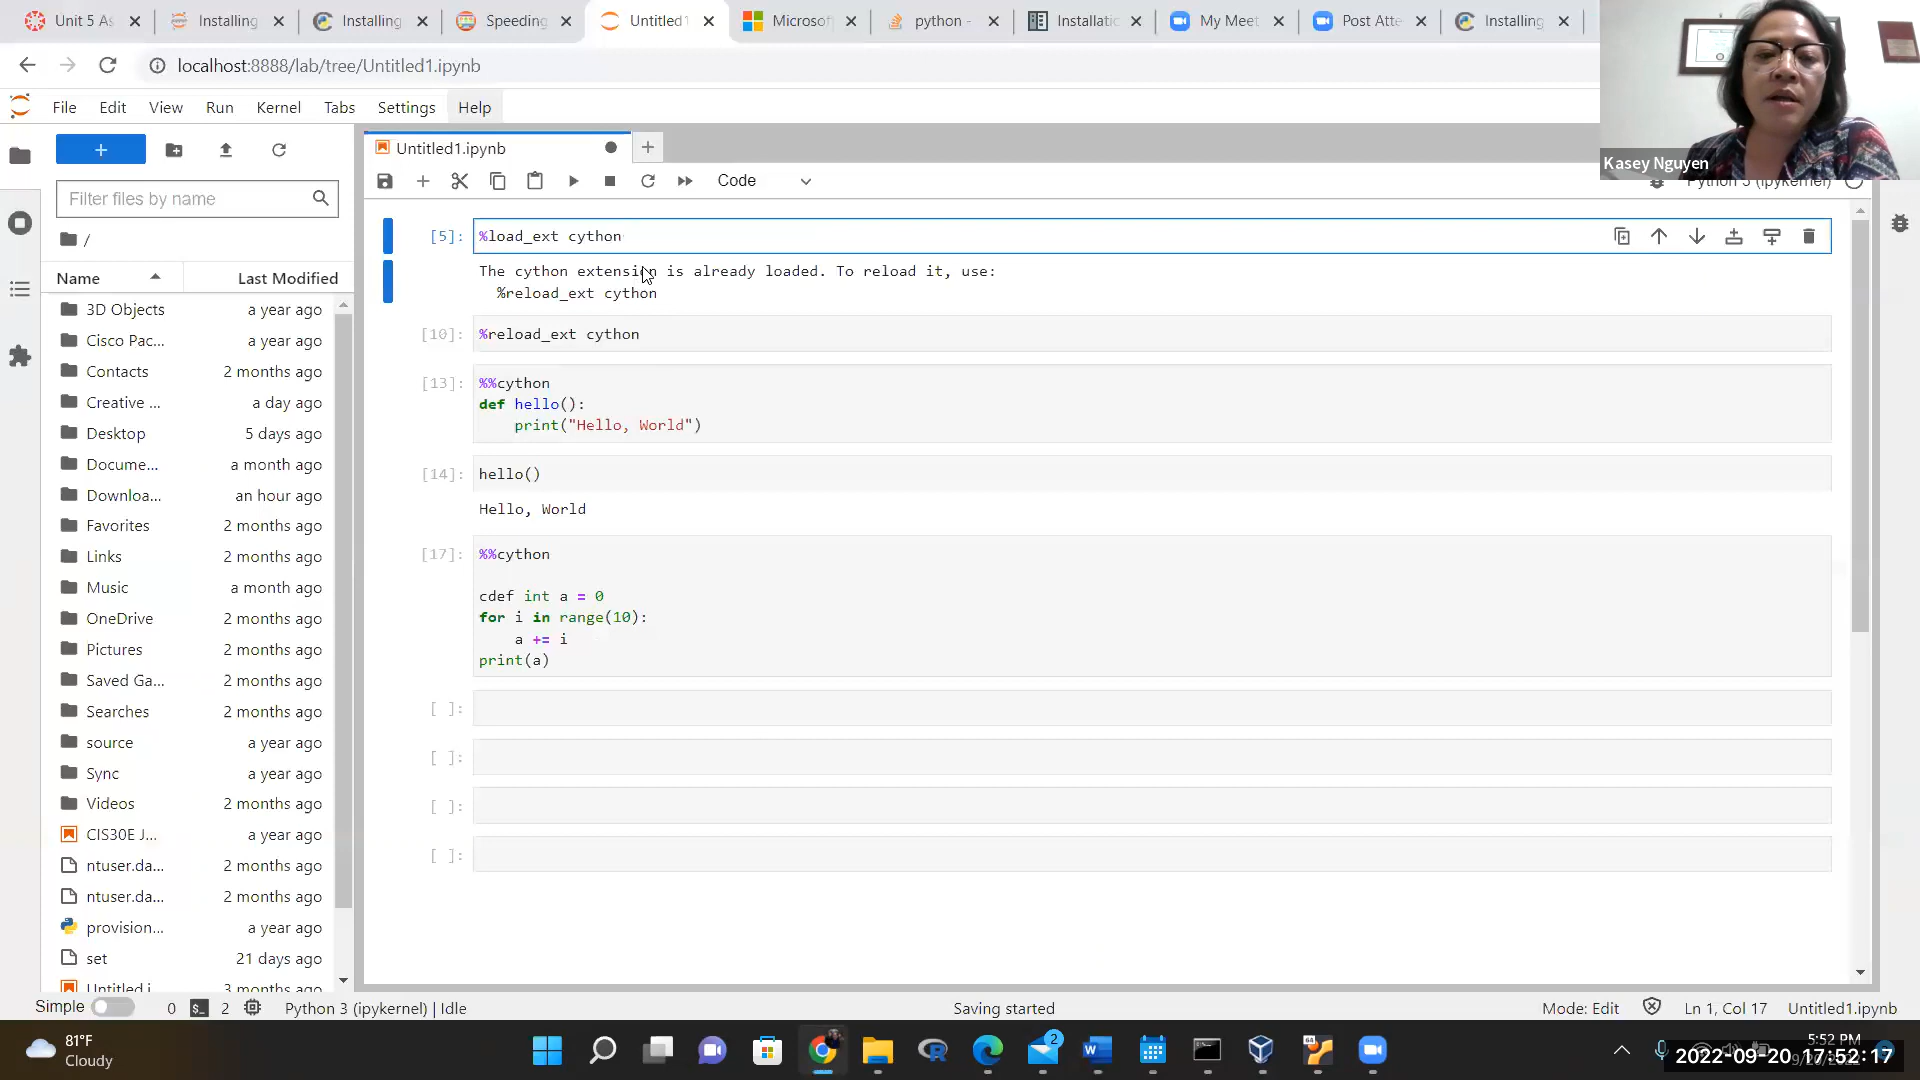 Unit 5 As
Installing
Installing
Speeding
Untitled1
Microsof
python -
Installatic
My Meet
Post Atte
Installing
localhost:8888/lab/tree/Untitled1.ipynb
File Edit View Run Kernel Tabs Settings Help
Kasey Nguyen
Untitled1.ipynb
Code
Python 3 (ipykernel)
Filter files by name
/
Name Last Modified
3D Objects a year ago
Cisco Pac... a year ago
Contacts 2 months ago
Creative ... a day ago
Desktop 5 days ago
Docume... a month ago
Downloa... an hour ago
Favorites 2 months ago
Links 2 months ago
Music a month ago
OneDrive 2 months ago
Pictures 2 months ago
Saved Ga... 2 months ago
Searches 2 months ago
source a year ago
Sync a year ago
Videos 2 months ago
CIS30E J... a year ago
ntuser.da... 2 months ago
ntuser.da... 2 months ago
provision... a year ago
set 21 days ago
Untitled.i 3 months ago
[5]: %load_ext cython
The cython extension is already loaded. To reload it, use:
%reload_ext cython
[10]: %reload_ext cython
[13]: %%cython
def hello():
print("Hello, World")
[14]: hello()
Hello, World
[17]: %%cython
cdef int a = 0
for i in range(10):
a += i
print(a)
[ ]:
[ ]:
[ ]:
[ ]:
Simple 0 $_ 2 Python 3 (ipykernel) | Idle Saving started Mode: Edit Ln 1, Col 17 Untitled1.ipynb
81°F
Cloudy
2
64
5:52 PM
2022-09-20 17:52:17